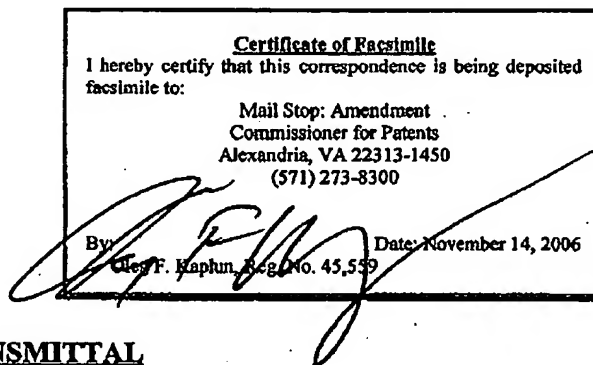 Certificate of Facsimile
I hereby certify that this correspondence is being deposited
facsimile to:
Mail Stop: Amendment
Commissioner for Patents
Alexandria, VA 22313-1450
(571) 273-8300
By: Date: November 14, 2006
Oleg F. Kaplun, Reg. No. 45,559
NSMITTAL